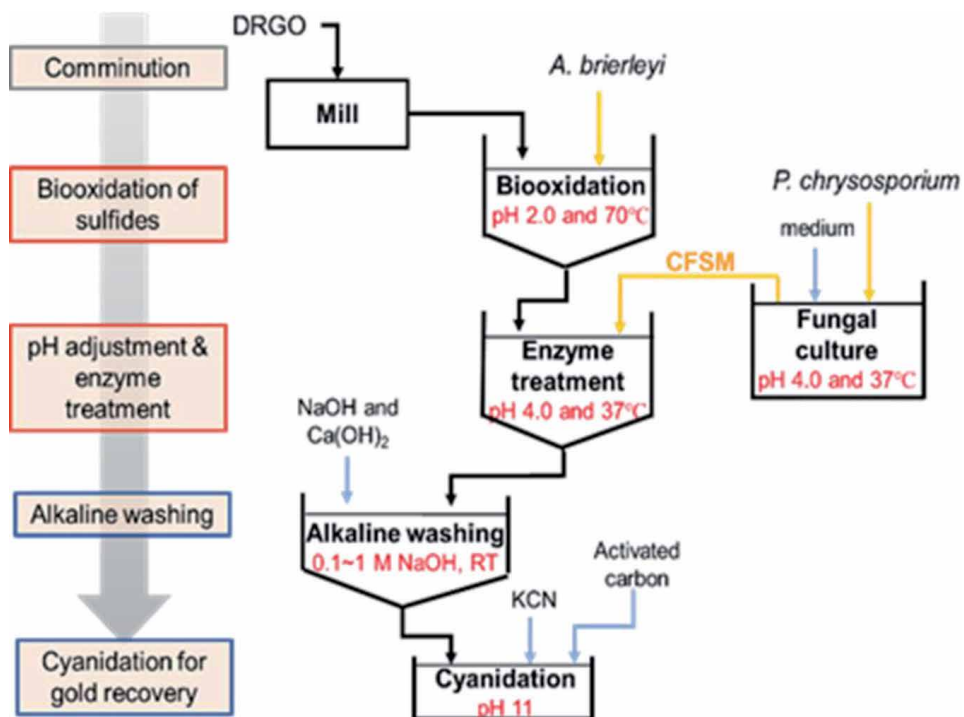 DRGO
Comminution
A. brierleyi
Mill
Biooxidation of
sulfides
Biooxidation
pH 2.0 and 70℃
P. chrysosporium
medium
CFSM
Fungal
culture
pH 4.0 and 37℃
pH adjustment &
enzyme
treatment
Enzyme
treatment
pH 4.0 and 37℃
NaOH and
Ca(OH)₂
Alkaline washing
Alkaline washing
0.1~1 M NaOH, RT
Activated
carbon
KCN
Cyanidation for
gold recovery
Cyanidation
pH 11